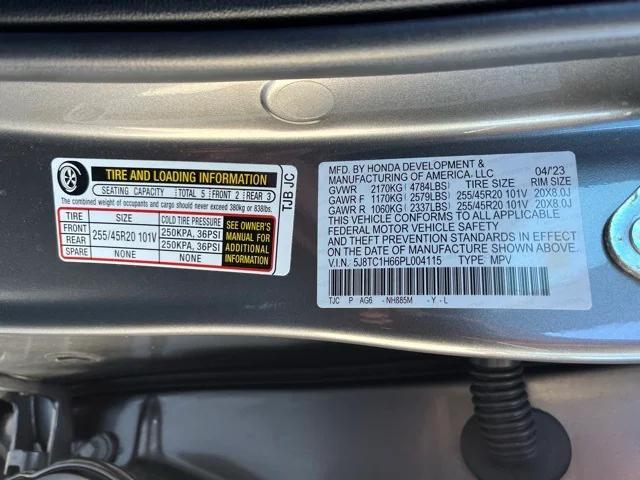 TIRE AND LOADING INFORMATION
SEATING CAPACITY TOTAL 5 FRONT 2 REAR 3
The combined weight of occupants and cargo should never exceed 380kg or 838lbs.
TIRE SIZE COLD TIRE PRESSURE
FRONT 255/45R20 101V 250KPA, 36PSI
REAR 250KPA, 36PSI
SPARE
SEE OWNER'S
MANUAL FOR
ADDITIONAL
INFORMATION
TJB JC
MFD. BY HONDA DEVELOPMENT &
MANUFACTURING OF AMERICA, LLC 04/'23
GVWR 2170KG( 4784LBS) TIRE SIZE RIM SIZE
GAWR F 1170KG( 2579LBS) 255/45R20 101V 20X8.0J
GAWR R 1060KG( 2337LBS) 255/45R20 101V 20X8.0J
THIS VEHICLE CONFORMS TO ALL APPLICABLE
FEDERAL MOTOR VEHICLE SAFETY
AND THEFT PREVENTION STANDARDS IN EFFECT
ON THE DATE OF MANUFACTURE SHOWN ABOVE.
V.I.N. 5J8TC1H66PL004115 TYPE: MPV
TJC P AG6 -NH885M -Y-L